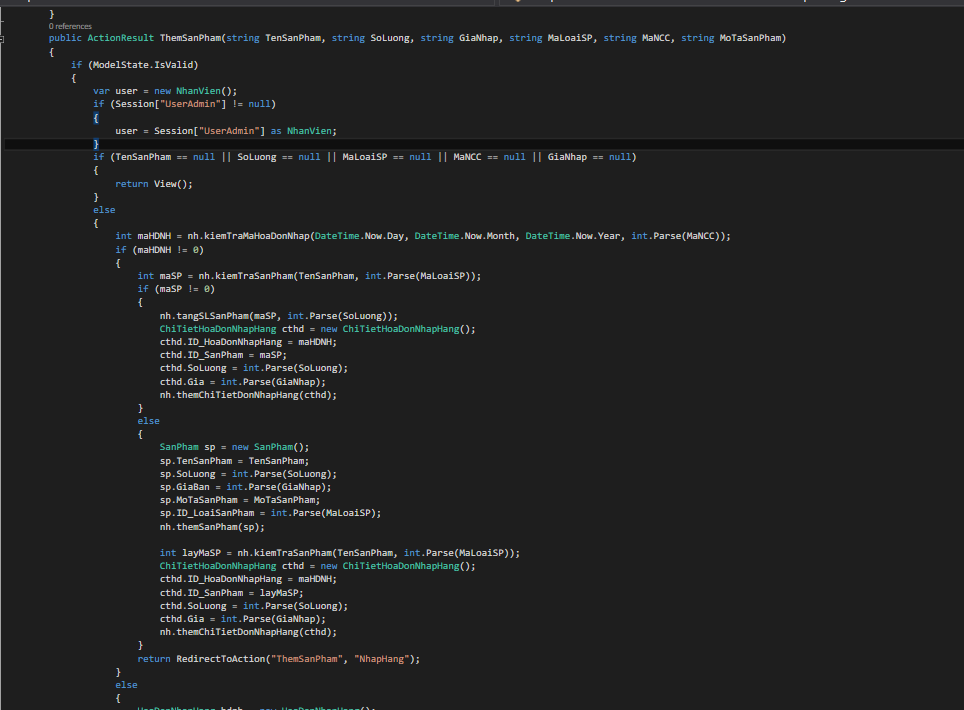 }
0 references
public ActionResult ThemSanPham(string TenSanPham, string SoLuong, string GiaNhap, string MaLoaiSP, string MaNCC, string MoTaSanPham)
{
if (ModelState.IsValid)
{
var user = new NhanVien();
if (Session["UserAdmin"] != null)
{
user = Session["UserAdmin"] as NhanVien;
}
if (TenSanPham == null || SoLuong == null || MaLoaiSP == null || MaNCC == null || GiaNhap == null)
{
return View();
}
else
{
int maHDNH = nh.kiemTraMaHoaDonNhap(DateTime.Now.Day, DateTime.Now.Month, DateTime.Now.Year, int.Parse(MaNCC));
if (maHDNH != 0)
{
int maSP = nh.kiemTraSanPham(TenSanPham, int.Parse(MaLoaiSP));
if (maSP != 0)
{
nh.tangSLSanPham(maSP, int.Parse(SoLuong));
ChiTietHoaDonNhapHang cthd = new ChiTietHoaDonNhapHang();
cthd.ID_HoaDonNhapHang = maHDNH;
cthd.ID_SanPham = maSP;
cthd.SoLuong = int.Parse(SoLuong);
cthd.Gia = int.Parse(GiaNhap);
nh.themChiTietDonNhapHang(cthd);
}
else
{
SanPham sp = new SanPham();
sp.TenSanPham = TenSanPham;
sp.SoLuong = int.Parse(SoLuong);
sp.GiaBan = int.Parse(GiaNhap);
sp.MoTaSanPham = MoTaSanPham;
sp.ID_LoaiSanPham = int.Parse(MaLoaiSP);
nh.themSanPham(sp);
int layMaSP = nh.kiemTraSanPham(TenSanPham, int.Parse(MaLoaiSP));
ChiTietHoaDonNhapHang cthd = new ChiTietHoaDonNhapHang();
cthd.ID_HoaDonNhapHang = maHDNH;
cthd.ID_SanPham = layMaSP;
cthd.SoLuong = int.Parse(SoLuong);
cthd.Gia = int.Parse(GiaNhap);
nh.themChiTietDonNhapHang(cthd);
}
return RedirectToAction("ThemSanPham", "NhapHang");
}
else
{